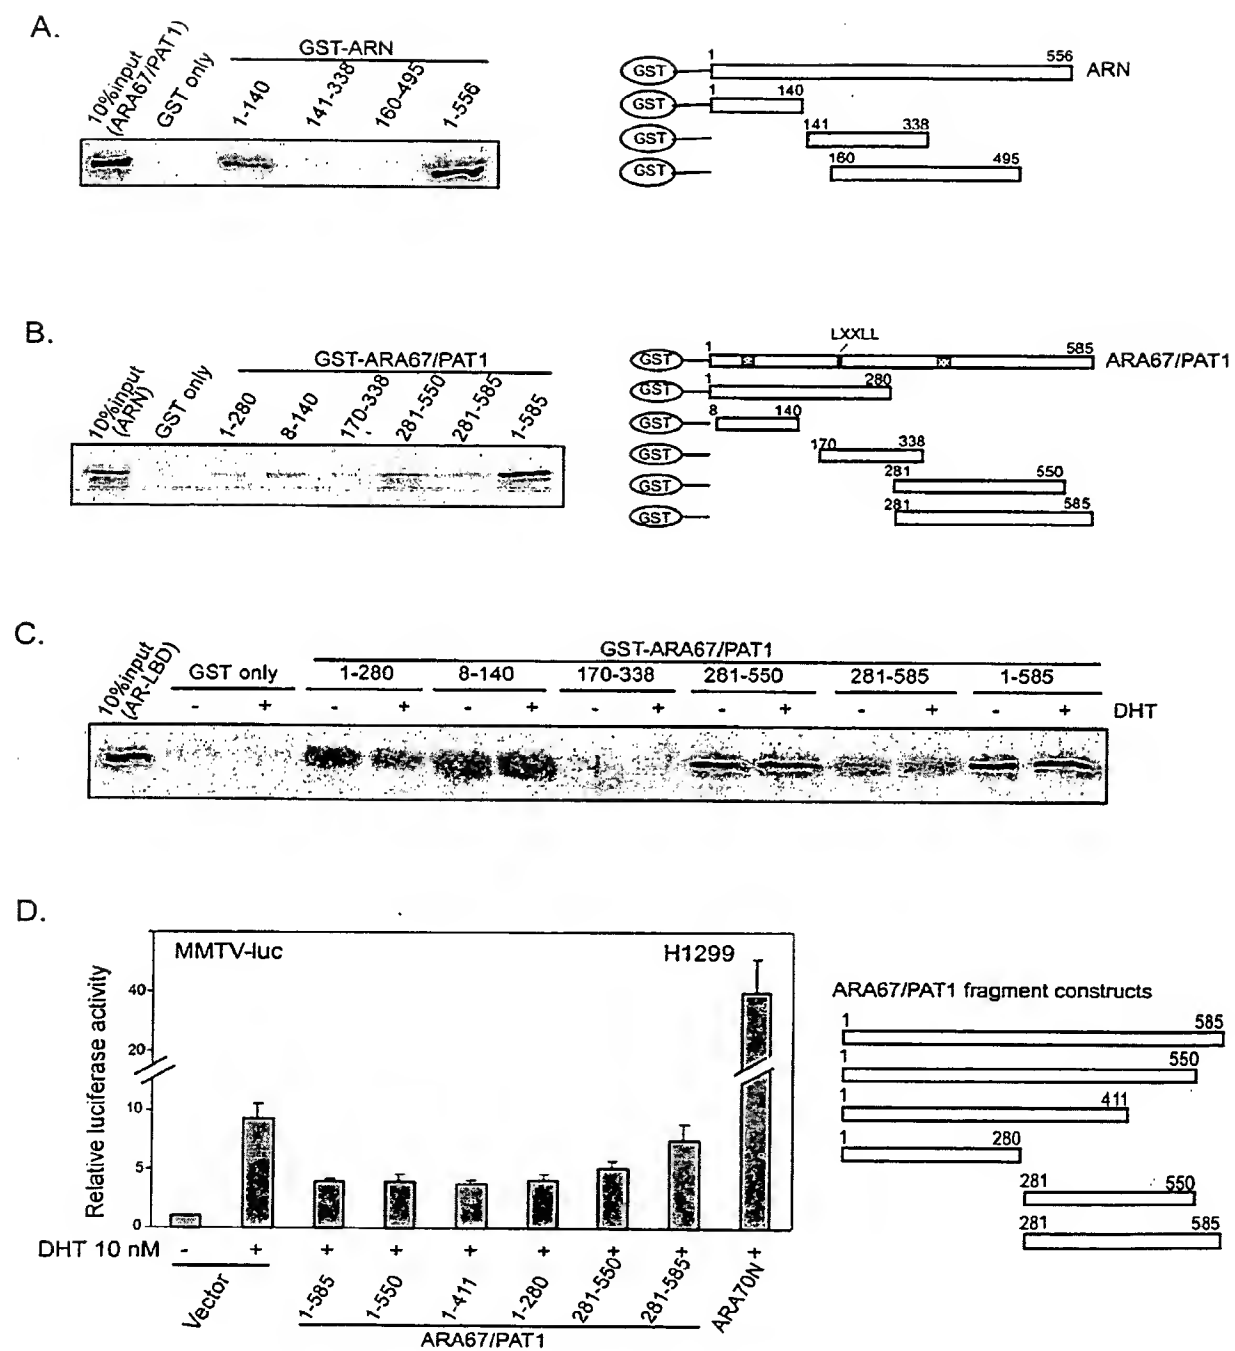 A.
10%input
(ARA67/PAT1)
GST only
GST-ARN
1-140
141-338
160-495
1-556
GST
1
556
ARN
GST
1
140
GST
141
338
GST
160
495
B.
10%input
(ARN)
GST only
GST-ARA67/PAT1
1-280
8-140
170-338
281-550
281-585
1-585
LXXLL
GST
1
585
ARA67/PAT1
GST
1
280
GST
8
140
GST
170
338
GST
281
550
GST
281
585
C.
10%input
(AR-LBD)
GST-ARA67/PAT1
GST only
1-280
8-140
170-338
281-550
281-585
1-585
- + - + - + - + - + - + - + DHT
D.
MMTV-luc
H1299
Relative luciferase activity
40
20
10
5
0
DHT 10 nM - + + + + + + + +
Vector
1-585
1-550
1-411
1-280
281-550
281-585
ARA70N
ARA67/PAT1
ARA67/PAT1 fragment constructs
1 585
1 550
1 411
1 280
281 550
281 585